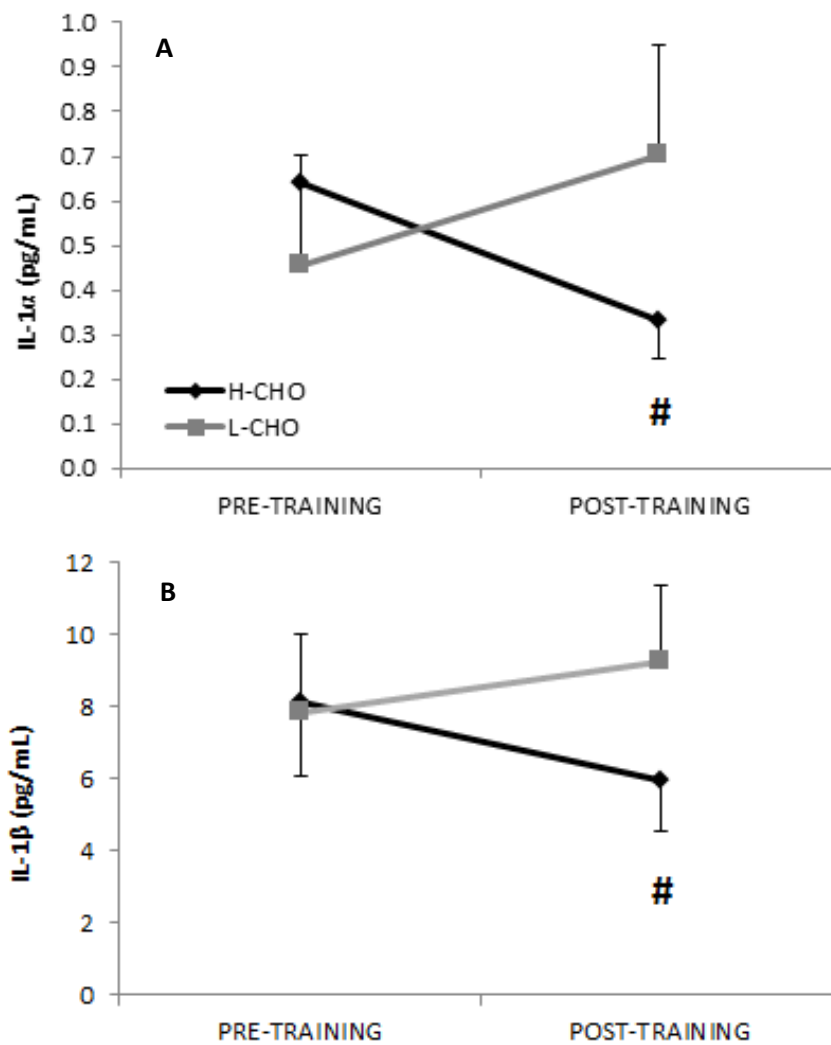 A
1.0
0.9
0.8
0.7
0.6
0.5
0.4
0.3
0.2
0.1
0.0
IL-1α (pg/mL)
H-CHO
L-CHO
#
PRE-TRAINING POST-TRAINING
B
12
10
8
6
4
2
0
IL-1β (pg/mL)
#
PRE-TRAINING POST-TRAINING